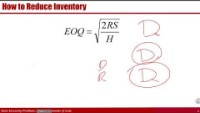 How to Reduce Inventory
EOQ = √(2RS / H)
D
D
D
R
D